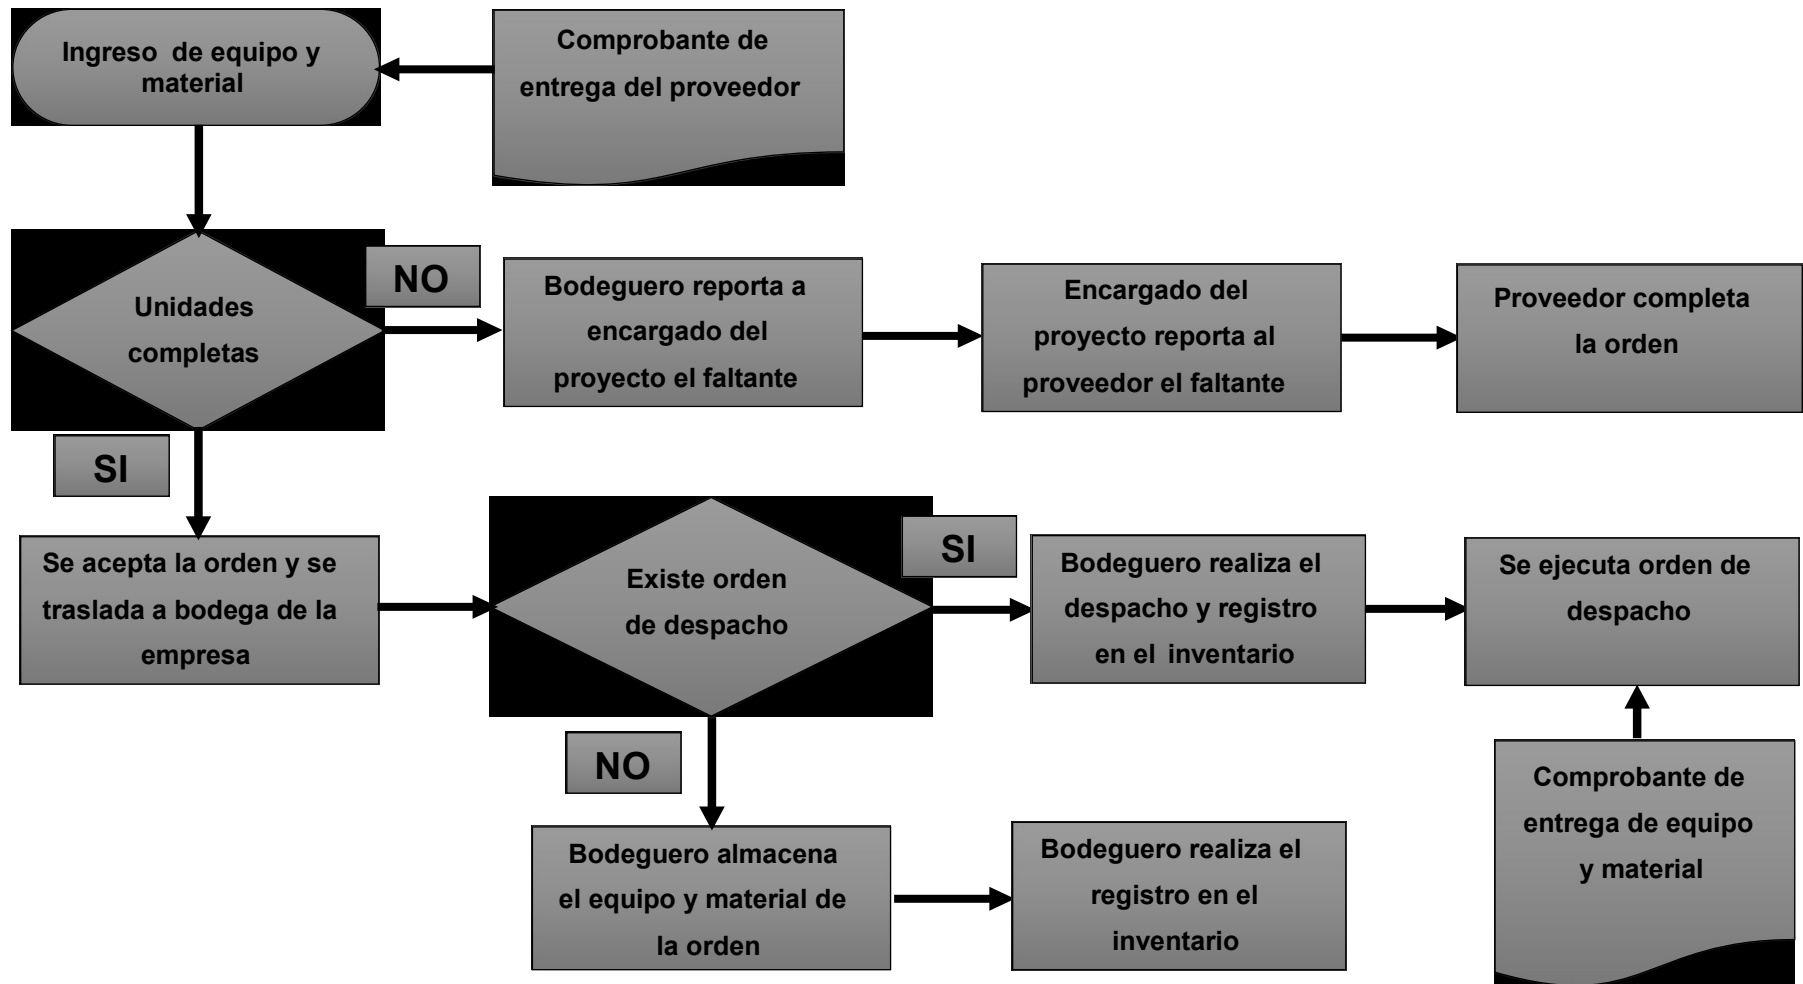 Ingreso de equipo y
material
Comprobante de
entrega del proveedor
Unidades
completas
NO
Bodeguero reporta a
encargado del
proyecto el faltante
Encargado del
proyecto reporta al
proveedor el faltante
Proveedor completa
la orden
SI
Se acepta la orden y se
traslada a bodega de la
empresa
Existe orden
de despacho
SI
Bodeguero realiza el
despacho y registro
en el inventario
Se ejecuta orden de
despacho
NO
Bodeguero almacena
el equipo y material de
la orden
Bodeguero realiza el
registro en el
inventario
Comprobante de
entrega de equipo
y material